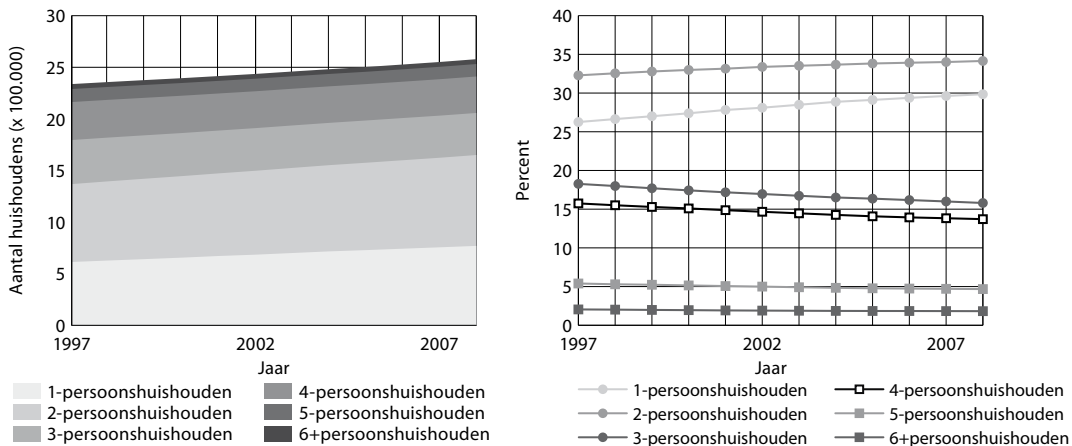 Aantal huishoudens (x 100.000)
30
25
20
15
10
5
0
1997
2002
2007
Jaar
1-persoonshuishouden
2-persoonshuishouden
3-persoonshuishouden
4-persoonshuishouden
5-persoonshuishouden
6+persoonshuishouden
Percent
40
35
30
25
20
15
10
5
0
1997
2002
2007
Jaar
1-persoonshuishouden
2-persoonshuishouden
3-persoonshuishouden
4-persoonshuishouden
5-persoonshuishouden
6+persoonshuishouden